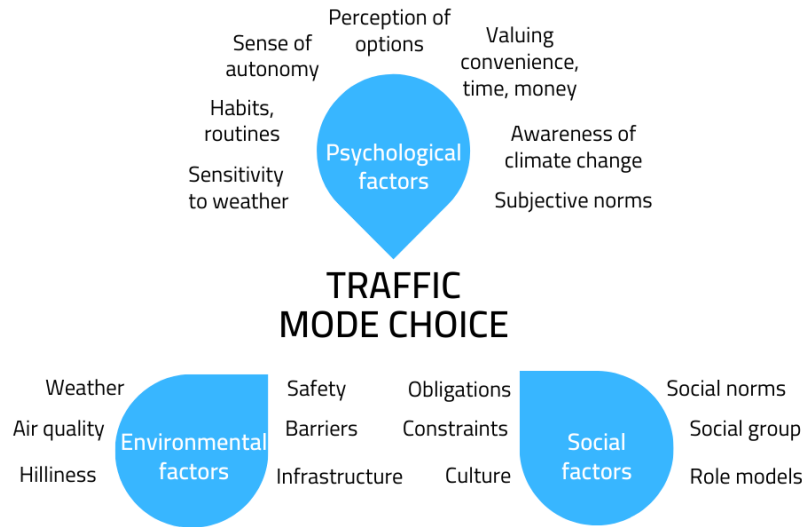 Perception of
options
Sense of
autonomy
Valuing
convenience,
time, money
Habits,
routines
Awareness of
climate change
Sensitivity
to weather
Subjective norms
Psychological
factors
TRAFFIC
MODE CHOICE
Weather
Air quality
Hilliness
Environmental
factors
Safety
Barriers
Infrastructure
Obligations
Constraints
Culture
Social
factors
Social norms
Social group
Role models